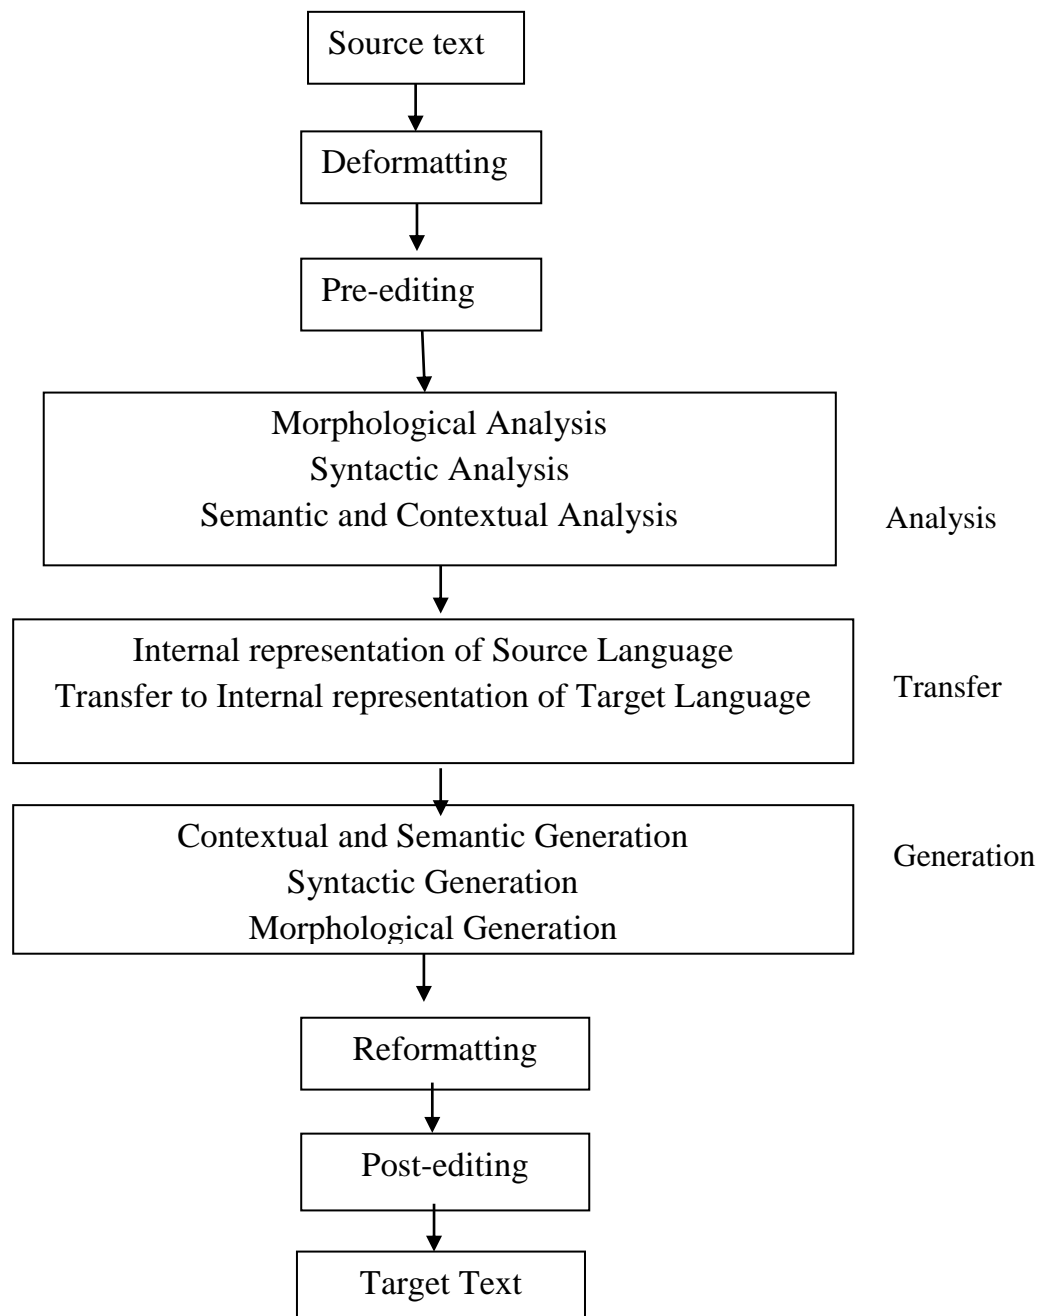 Source text
Deformatting
Pre-editing
Morphological Analysis
Syntactic Analysis
Semantic and Contextual Analysis
Analysis
Internal representation of Source Language
Transfer to Internal representation of Target Language
Transfer
Contextual and Semantic Generation
Generation
Syntactic Generation
Morphological Generation
Reformatting
Post-editing
Target Text